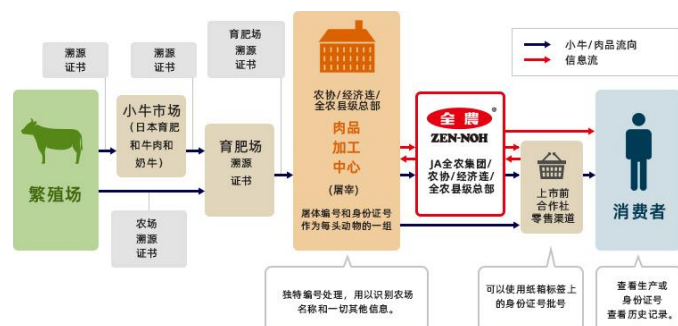 溯源
证书
溯源
证书
育肥场
溯源
证书
农协/经济连/
全农县级总部
肉品
加工
中心
(屠宰)
屠体编号和身份证号
作为每头动物的一组
小牛/肉品流向
信息流
繁殖场
小牛市场
(日本育肥
和牛肉和
奶牛)
育肥场
溯源
证书
全農
®
ZEN-NOH
JA全农集团/
农协/经济连/
全农县级总部
上市前
合作社
零售渠道
消费者
农场
溯源
证书
独特编号处理,用以识别农场
名称和一切其他信息。
可以使用纸箱标签上
的身份证号批号
查看生产或
身份证号
查看历史记录。